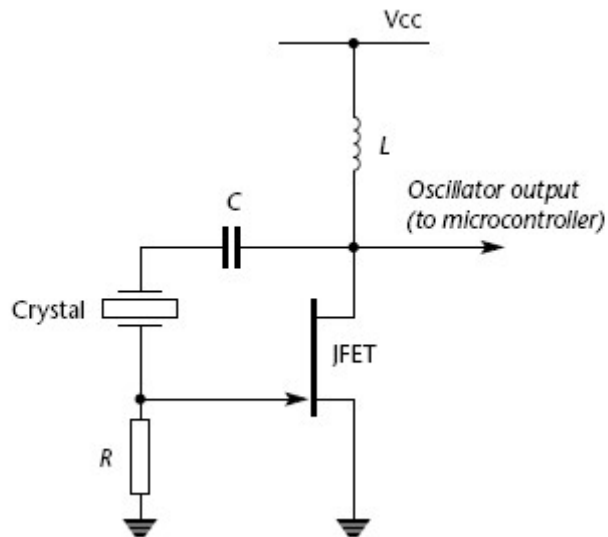 Vcc
L
Oscillator output
(to microcontroller)
C
Crystal
JFET
R